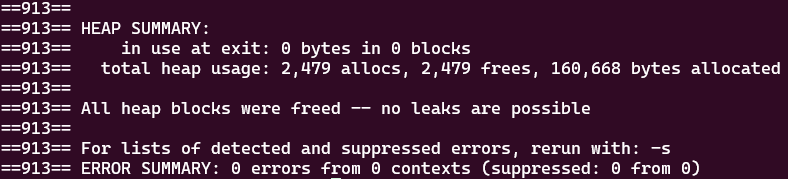 ==913==
==913== HEAP SUMMARY:
==913==     in use at exit: 0 bytes in 0 blocks
==913==   total heap usage: 2,479 allocs, 2,479 frees, 160,668 bytes allocated
==913==
==913== All heap blocks were freed -- no leaks are possible
==913==
==913== For lists of detected and suppressed errors, rerun with: -s
==913== ERROR SUMMARY: 0 errors from 0 contexts (suppressed: 0 from 0)